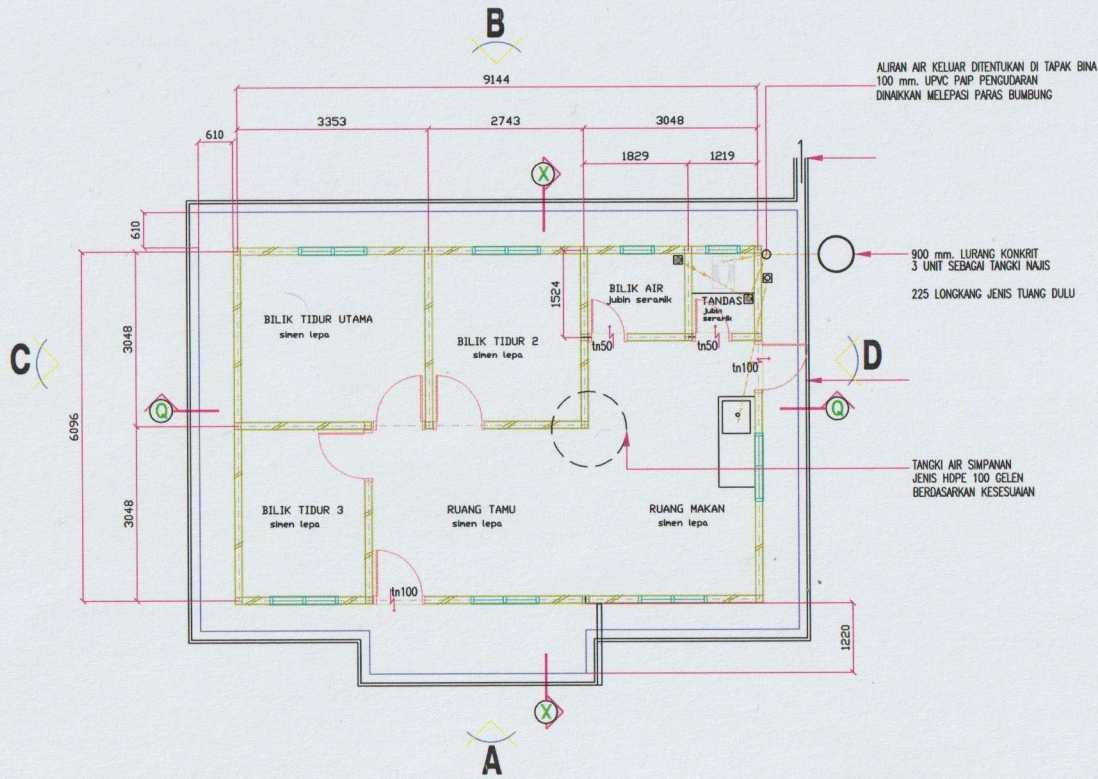 B
ALIRAN AIR KELUAR DITENTUKAN DI TAPAK BINA
100 mm. UPVC PAIP PENGUDARAN
DINAIKKAN MELEPASI PARAS BUMBUNG
9144
3353
2743
3048
610
1829
1219
1
X
610
900 mm. LURANG KONKRIT
3 UNIT SEBAGAI TANGKI NAJIS
225 LONGKANG JENIS TUANG DULU
1524
BILIK AIR
jubin seramik
TANDAS
jubin
seramik
BILIK TIDUR UTAMA
simen lepa
BILIK TIDUR 2
simen lepa
3048
tn50
tn50
C
D
tn100
Q
Q
6096
TANGKI AIR SIMPANAN
JENIS HDPE 100 GELEN
BERDASARKAN KESESUAIAN
3048
BILIK TIDUR 3
simen lepa
RUANG TAMU
simen lepa
RUANG MAKAN
simen lepa
tn100
1220
X
A